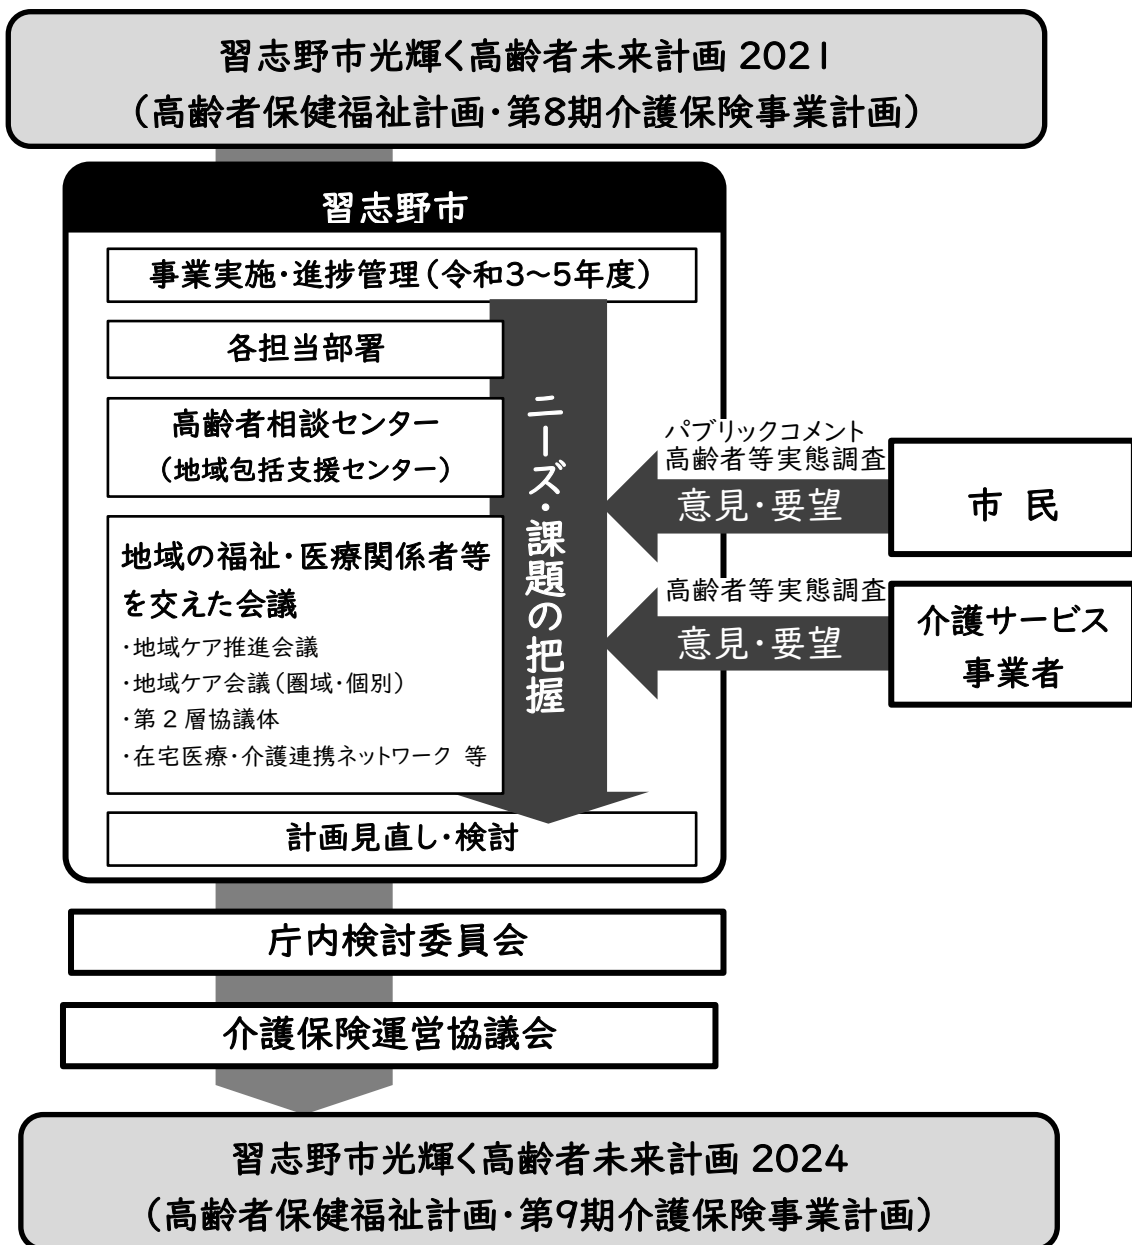 習志野市光輝く高齢者未来計画 2021
(高齢者保健福祉計画・第8期介護保険事業計画)
習志野市
事業実施・進捗管理(令和3~5年度)
各担当部署
高齢者相談センター
(地域包括支援センター)
地域の福祉・医療関係者等
を交えた会議
・地域ケア推進会議
・地域ケア会議(圏域・個別)
・第2層協議体
・在宅医療・介護連携ネットワーク 等
ニーズ・課題の把握
パブリックコメント
高齢者等実態調査
意見・要望
市 民
高齢者等実態調査
意見・要望
介護サービス
事業者
計画見直し・検討
庁内検討委員会
介護保険運営協議会
習志野市光輝く高齢者未来計画 2024
(高齢者保健福祉計画・第9期介護保険事業計画)